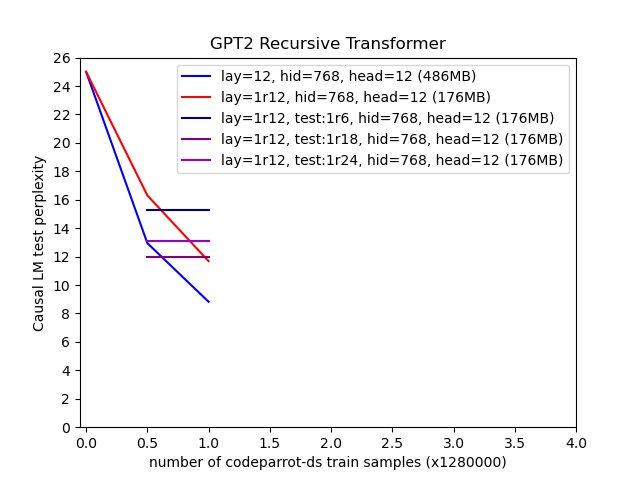 GPT2 Recursive Transformer
26
24
22
20
18
16
14
12
10
8
6
4
2
0
Causal LM test perplexity
lay=12, hid=768, head=12 (486MB)
lay=1r12, hid=768, head=12 (176MB)
lay=1r12, test:1r6, hid=768, head=12 (176MB)
lay=1r12, test:1r18, hid=768, head=12 (176MB)
lay=1r12, test:1r24, hid=768, head=12 (176MB)
0.0 0.5 1.0 1.5 2.0 2.5 3.0 3.5 4.0
number of codeparrot-ds train samples (x1280000)